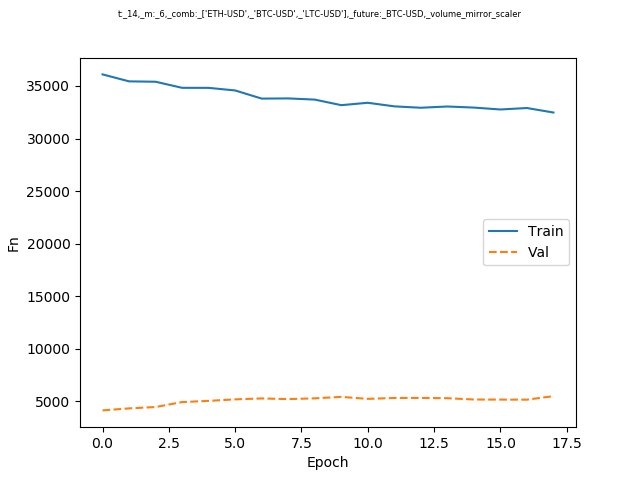 t:_14,_m:_6,_comb:_['ETH-USD',_'BTC-USD',_'LTC-USD'],_future:_BTC-USD,_volume_mirror_scaler
35000
30000
25000
20000
15000
10000
5000
Fn
Train
Val
0.0 2.5 5.0 7.5 10.0 12.5 15.0 17.5
Epoch